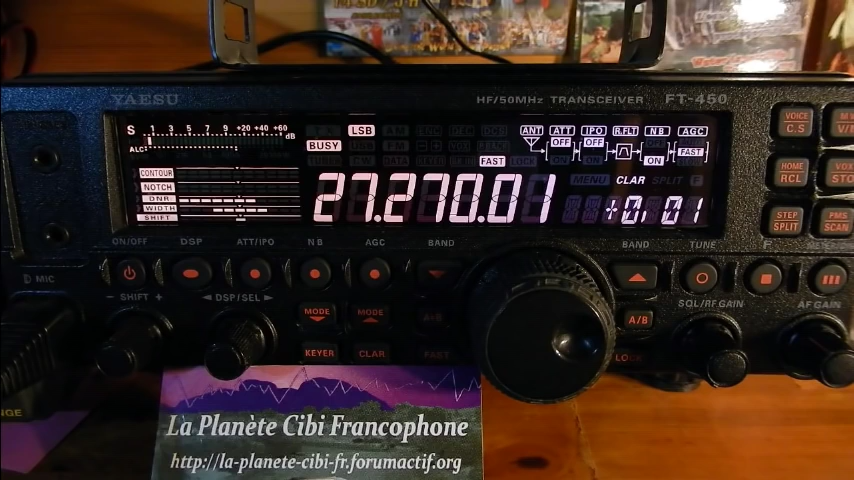 YAESU
HF/50MHz TRANSCEIVER FT-450
S 1 3 5 7 9 +20 +40 +60 dB
ALC
LSB
BUSY
FAST
ANT ATT IPO R.FLT NB AGC
OFF OFF
ON FAST
CONTOUR
NOTCH
DNR
WIDTH
SHIFT
27.270.01
MENU CLAR SPLIT
+0.01
VOICE
C.S
HOME
RCL
VOX
STEP
SPLIT
PMS
SCAN
ON/OFF DSP ATT/IPO NB AGC BAND
BAND TUNE F
MIC
– SHIFT + ◄ DSP/SEL ►
MODE MODE
A/B
KEYER CLAR FAST
LOCK
SQL/RF GAIN
AF GAIN
La Planète Cibi Francophone
http://la-planete-cibi-fr.forumactif.org